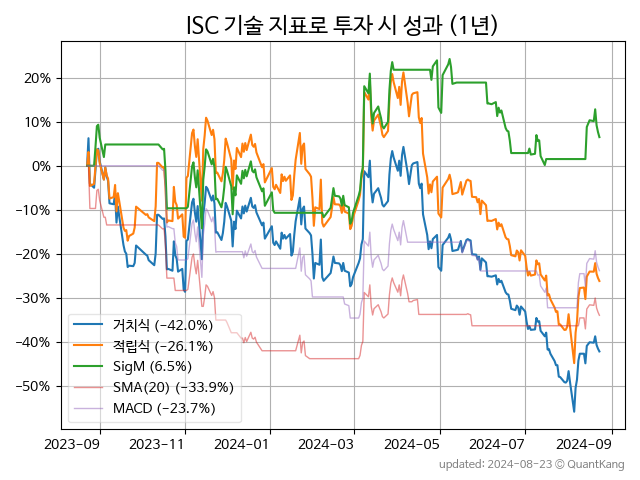 ISC 기술 지표로 투자 시 성과 (1년)
20%
10%
0%
−10%
−20%
−30%
−40%
−50%
거치식 (−42.0%)
적립식 (−26.1%)
SigM (6.5%)
SMA(20) (−33.9%)
MACD (−23.7%)
2023-09 2023-11 2024-01 2024-03 2024-05 2024-07 2024-09
updated: 2024-08-23 ⓒ QuantKang